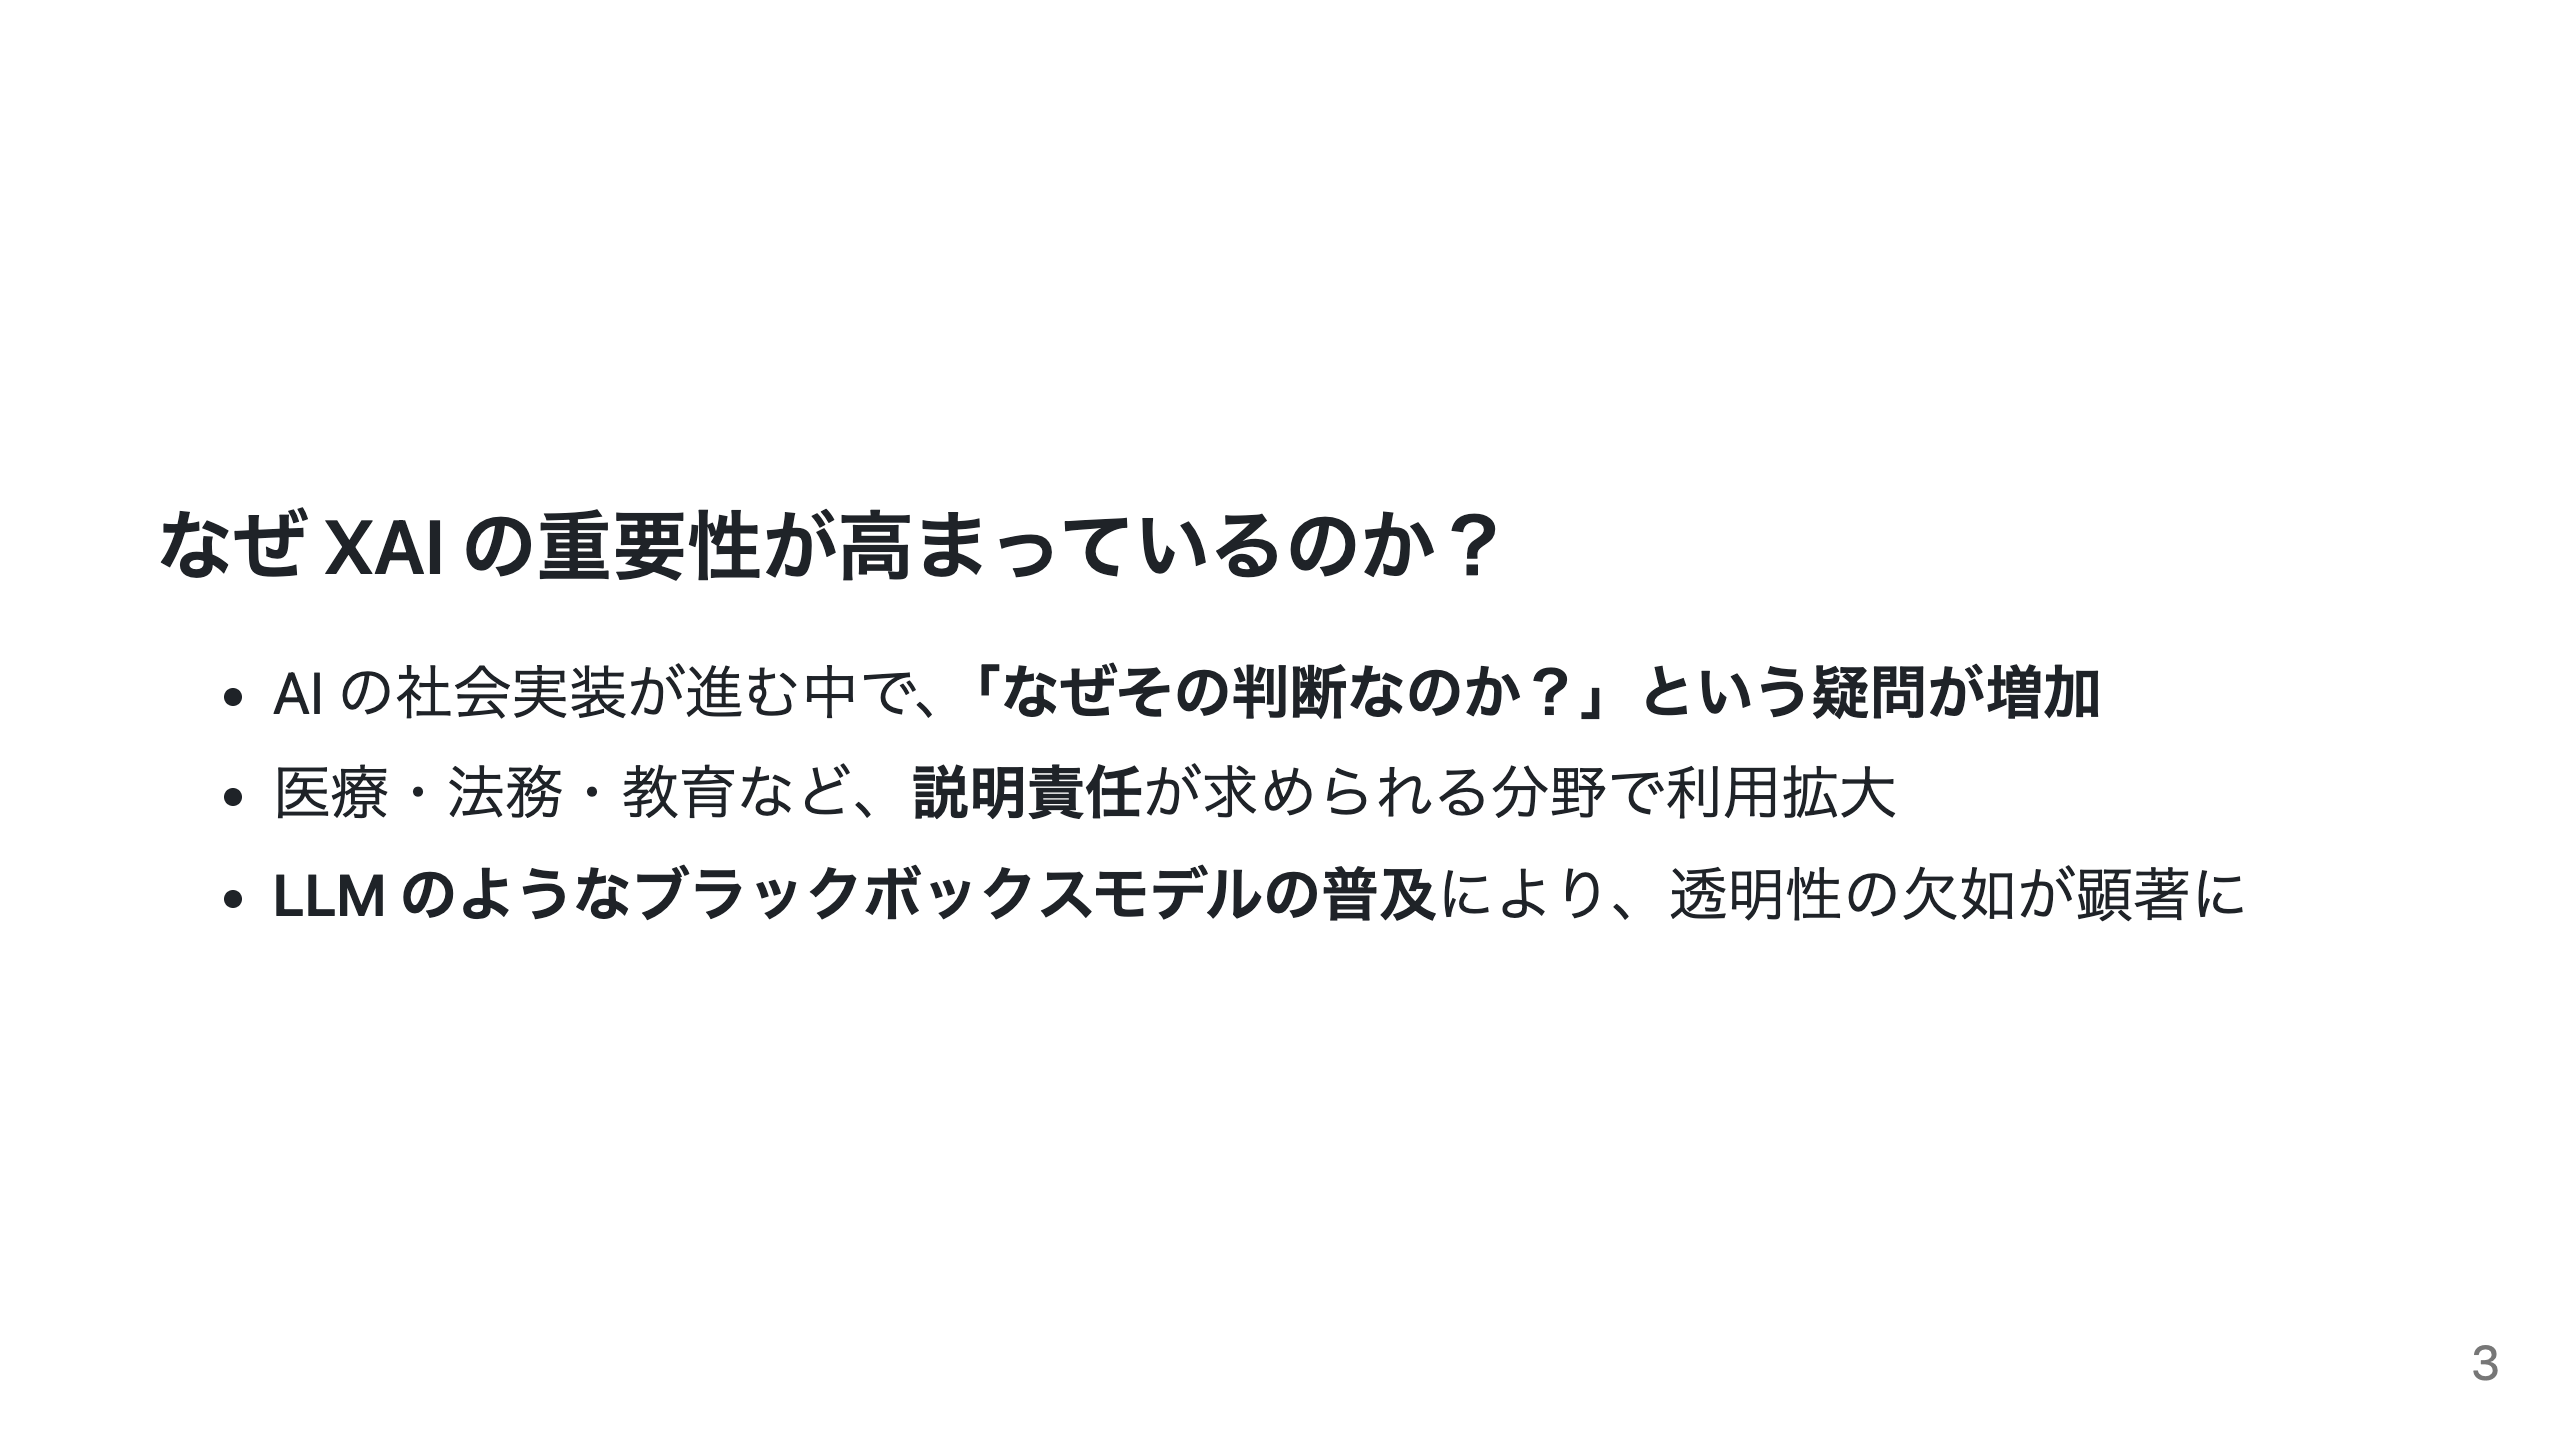 なぜ XAI の重要性が高まっているのか？
• AI の社会実装が進む中で、「なぜその判断なのか？」という疑問が増加
• 医療・法務・教育など、説明責任が求められる分野で利用拡大
• LLM のようなブラックボックスモデルの普及により、透明性の欠如が顕著に
3